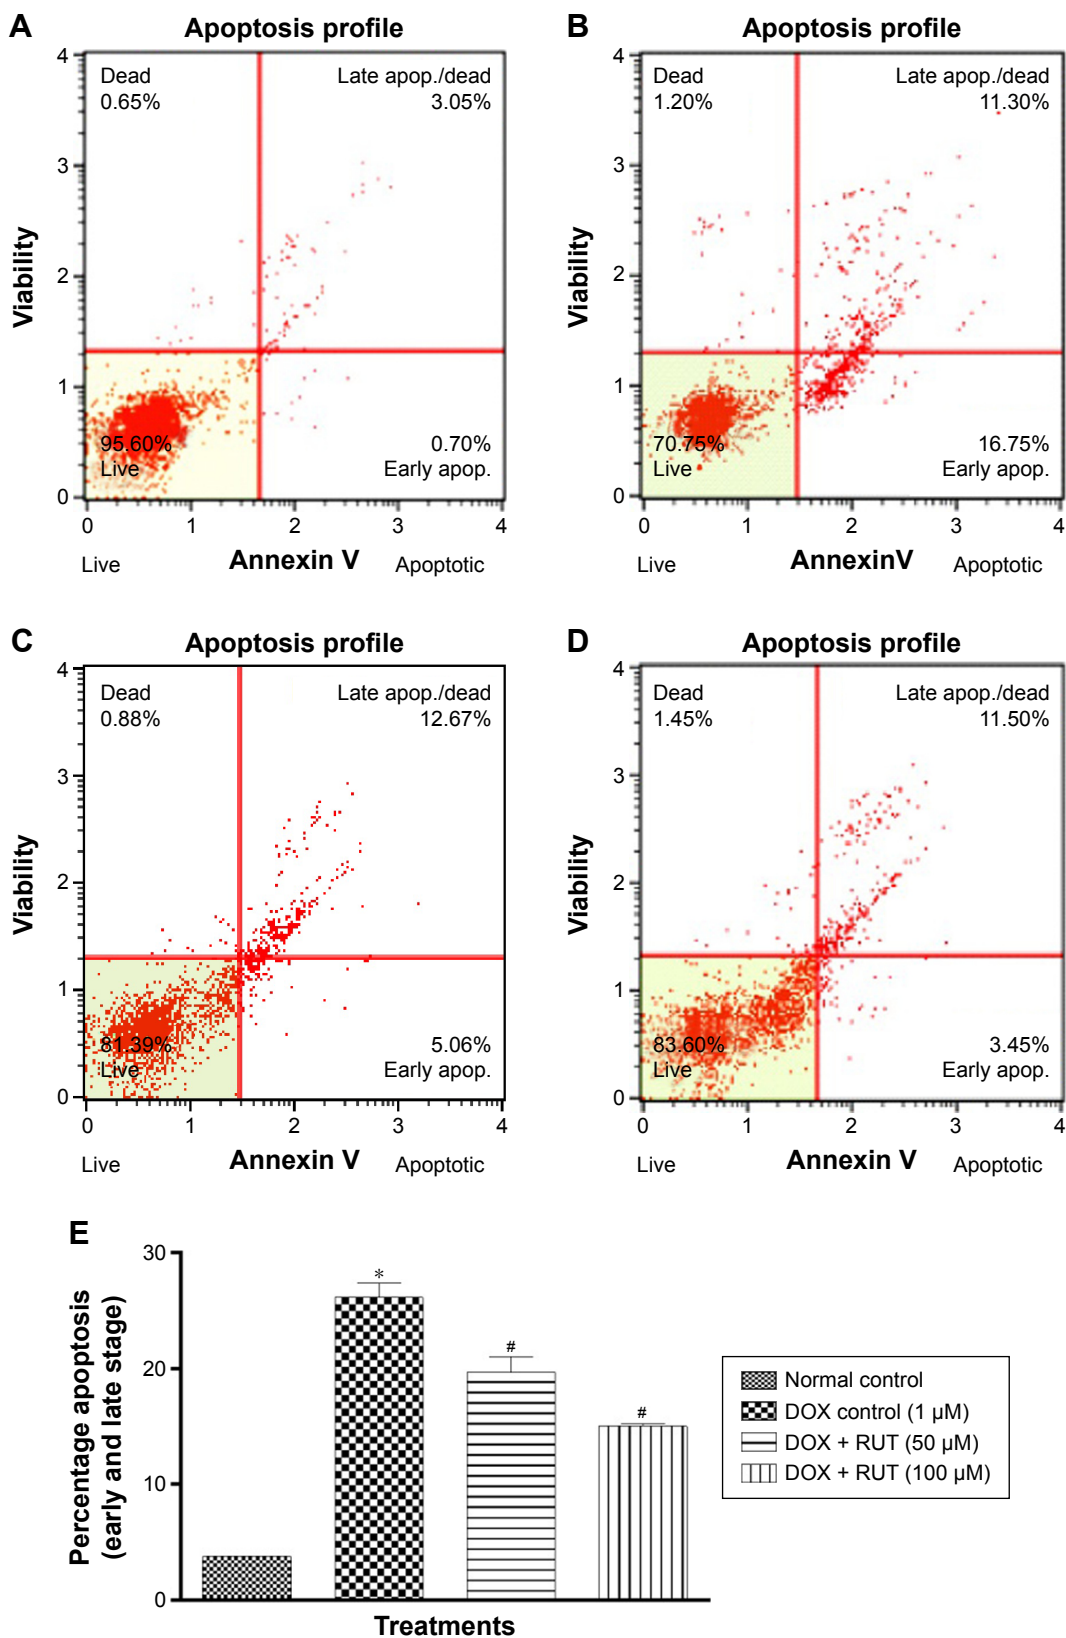 A
Apoptosis profile
4
3
2
1
0
Viability
Dead
0.65%
Late apop./dead
3.05%
95.60%
Live
0.70%
Early apop.
0 1 2 3 4
Live
Annexin V
Apoptotic
B
Apoptosis profile
4
3
2
1
0
Viability
Dead
1.20%
Late apop./dead
11.30%
70.75%
Live
16.75%
Early apop.
0 1 2 3 4
Live
AnnexinV
Apoptotic
C
Apoptosis profile
4
3
2
1
0
Viability
Dead
0.88%
Late apop./dead
12.67%
81.39%
Live
5.06%
Early apop.
0 1 2 3 4
Live
Annexin V
Apoptotic
D
Apoptosis profile
4
3
2
1
0
Viability
Dead
1.45%
Late apop./dead
11.50%
83.60%
Live
3.45%
Early apop.
0 1 2 3 4
Live
Annexin V
Apoptotic
E
Percentage apoptosis
(early and late stage)
30
20
10
0
*
#
#
Treatments
Normal control
DOX control (1 µM)
DOX + RUT (50 µM)
DOX + RUT (100 µM)